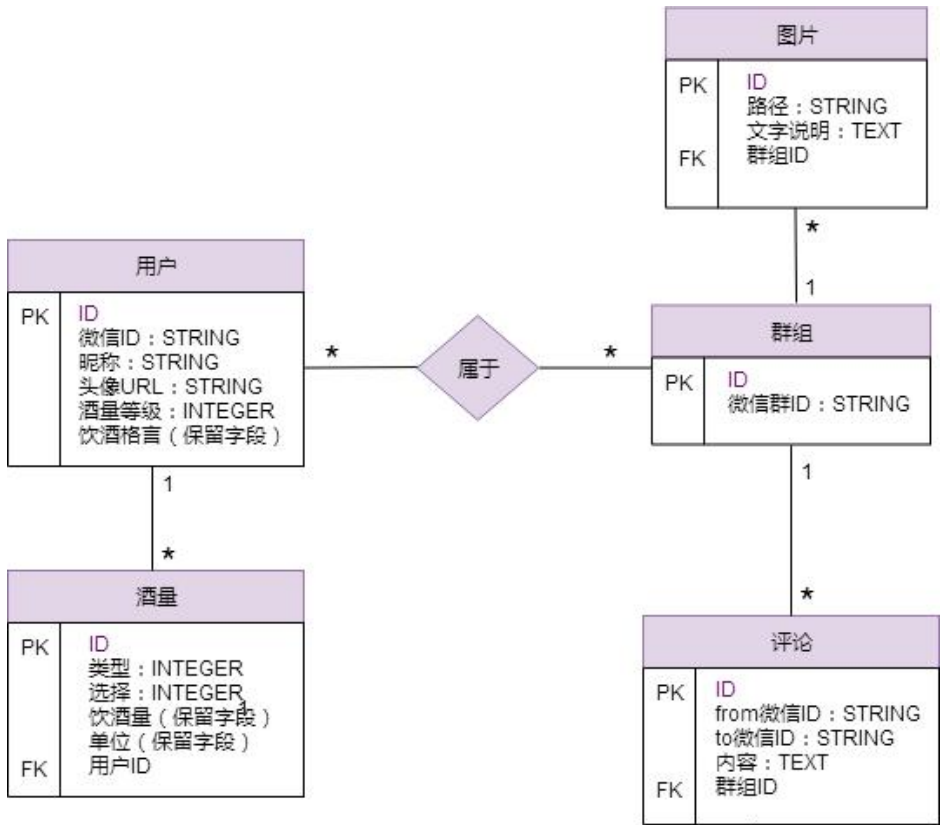 图片
PK ID
路径：STRING
文字说明：TEXT
FK 群组ID
*
1
用户
PK ID
微信ID：STRING
昵称：STRING
头像URL：STRING
酒量等级：INTEGER
饮酒格言（保留字段）
* 属于 *
群组
PK ID
微信群ID：STRING
1
*
酒量
PK ID
类型：INTEGER
选择：INTEGER
1
饮酒量（保留字段）
单位（保留字段）
FK 用户ID
1
*
评论
PK ID
from微信ID：STRING
to微信ID：STRING
内容：TEXT
FK 群组ID